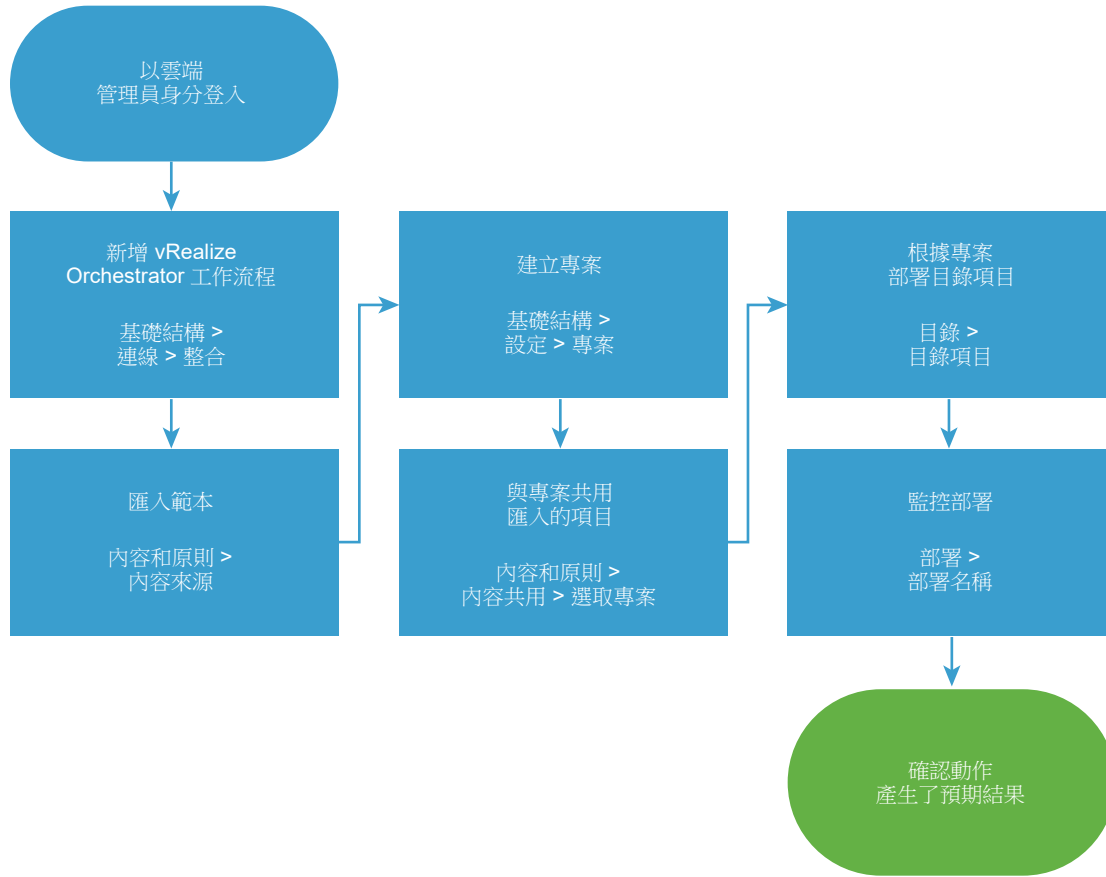 以雲端
管理員身分登入
新增 vRealize
Orchestrator 工作流程
基礎結構 >
連線 > 整合
匯入範本
內容和原則 >
內容來源
建立專案
基礎結構 >
設定 > 專案
與專案共用
匯入的項目
內容和原則 >
內容共用 > 選取專案
根據專案
部署目錄項目
目錄 >
目錄項目
監控部署
部署 >
部署名稱
確認動作
產生了預期結果